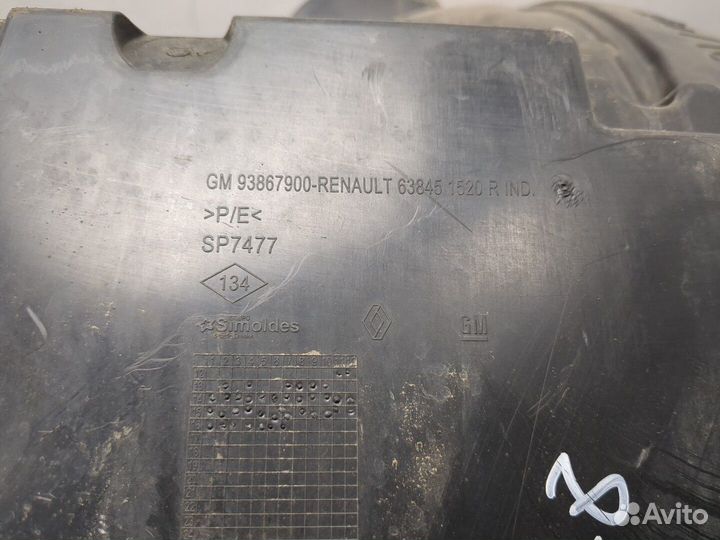 GM 93867900-RENAULT 63845 1520 R IND.
>P/E<
SP7477
134
Simoldes
GM
Avito